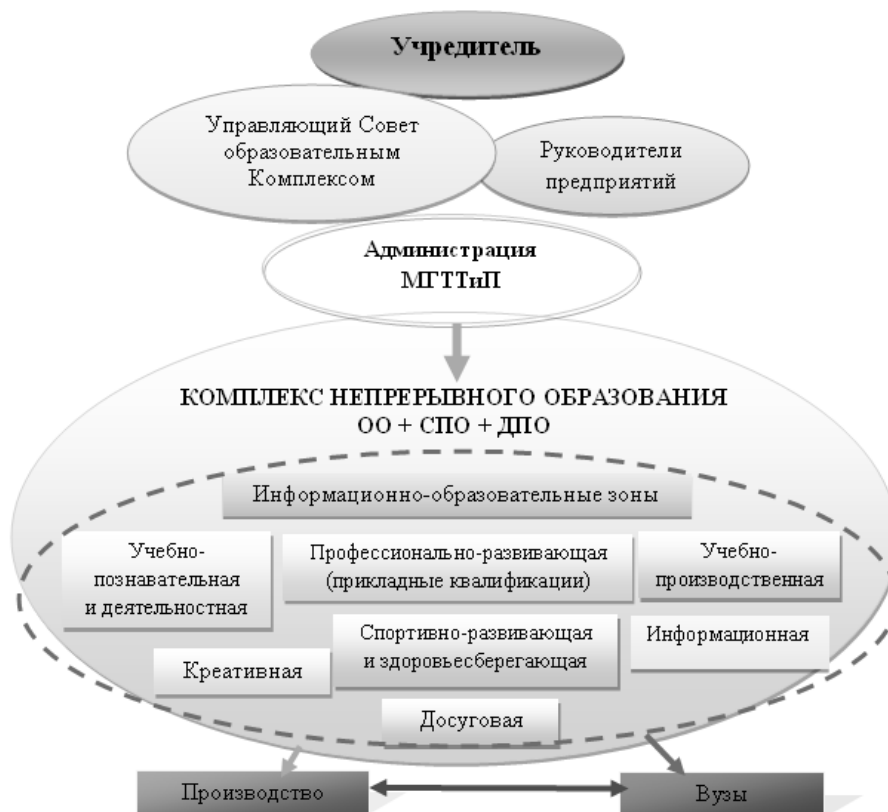 Учредитель
Управляющий Совет
образовательным
Комплексом
Руководители
предприятий
Администрация
МГТТиП
КОМПЛЕКС НЕПРЕРЫВНОГО ОБРАЗОВАНИЯ
ОО + СПО + ДПО
Информационно-образовательные зоны
Учебно-
познавательная
и деятельностная
Профессионально-развивающая
(прикладные квалификации)
Учебно-
производственная
Спортивно-развивающая
и здоровьесберегающая
Информационная
Креативная
Досуговая
Производство
Вузы